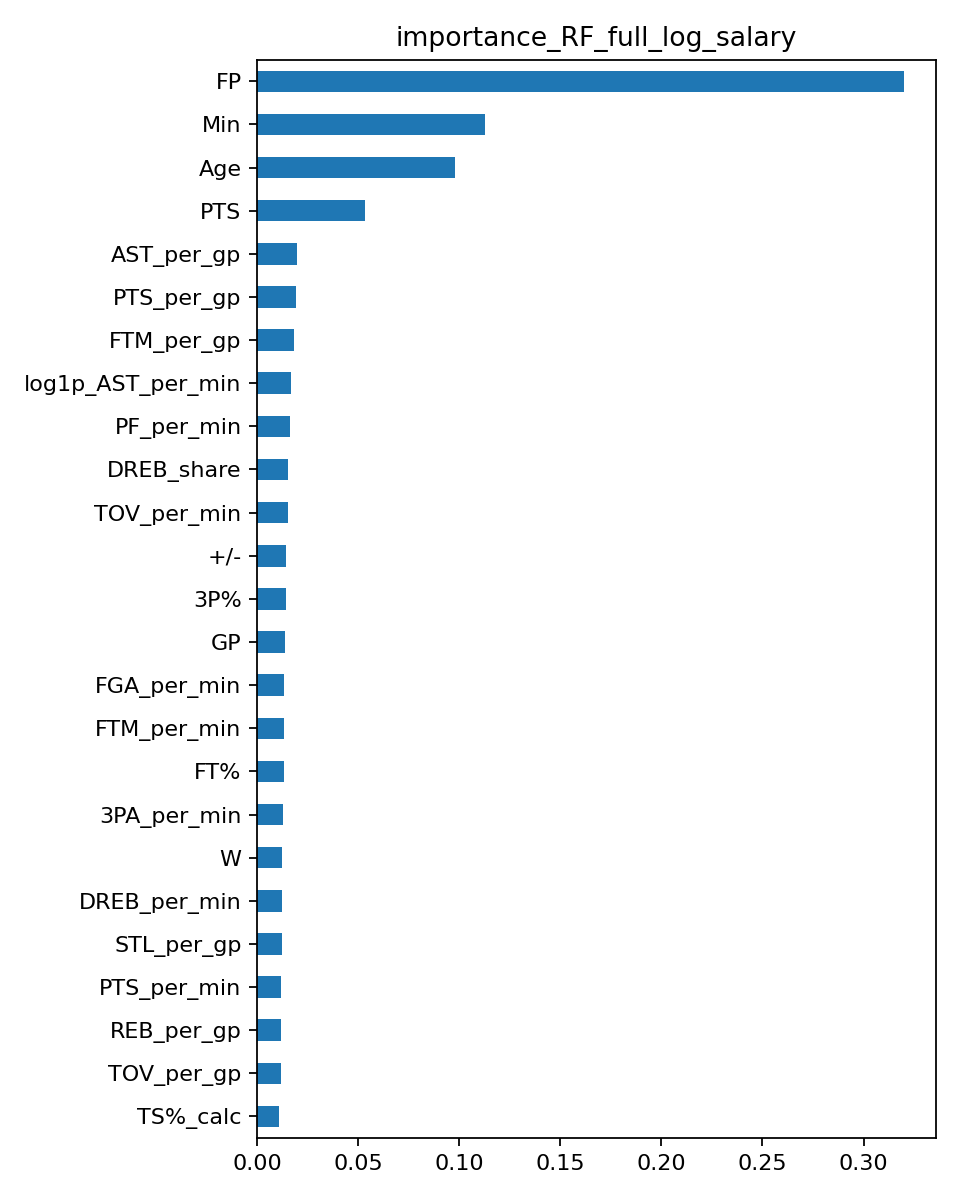 importance_RF_full_log_salary
FP
Min
Age
PTS
AST_per_gp
PTS_per_gp
FTM_per_gp
log1p_AST_per_min
PF_per_min
DREB_share
TOV_per_min
+/-
3P%
GP
FGA_per_min
FTM_per_min
FT%
3PA_per_min
W
DREB_per_min
STL_per_gp
PTS_per_min
REB_per_gp
TOV_per_gp
TS%_calc
0.00 0.05 0.10 0.15 0.20 0.25 0.30